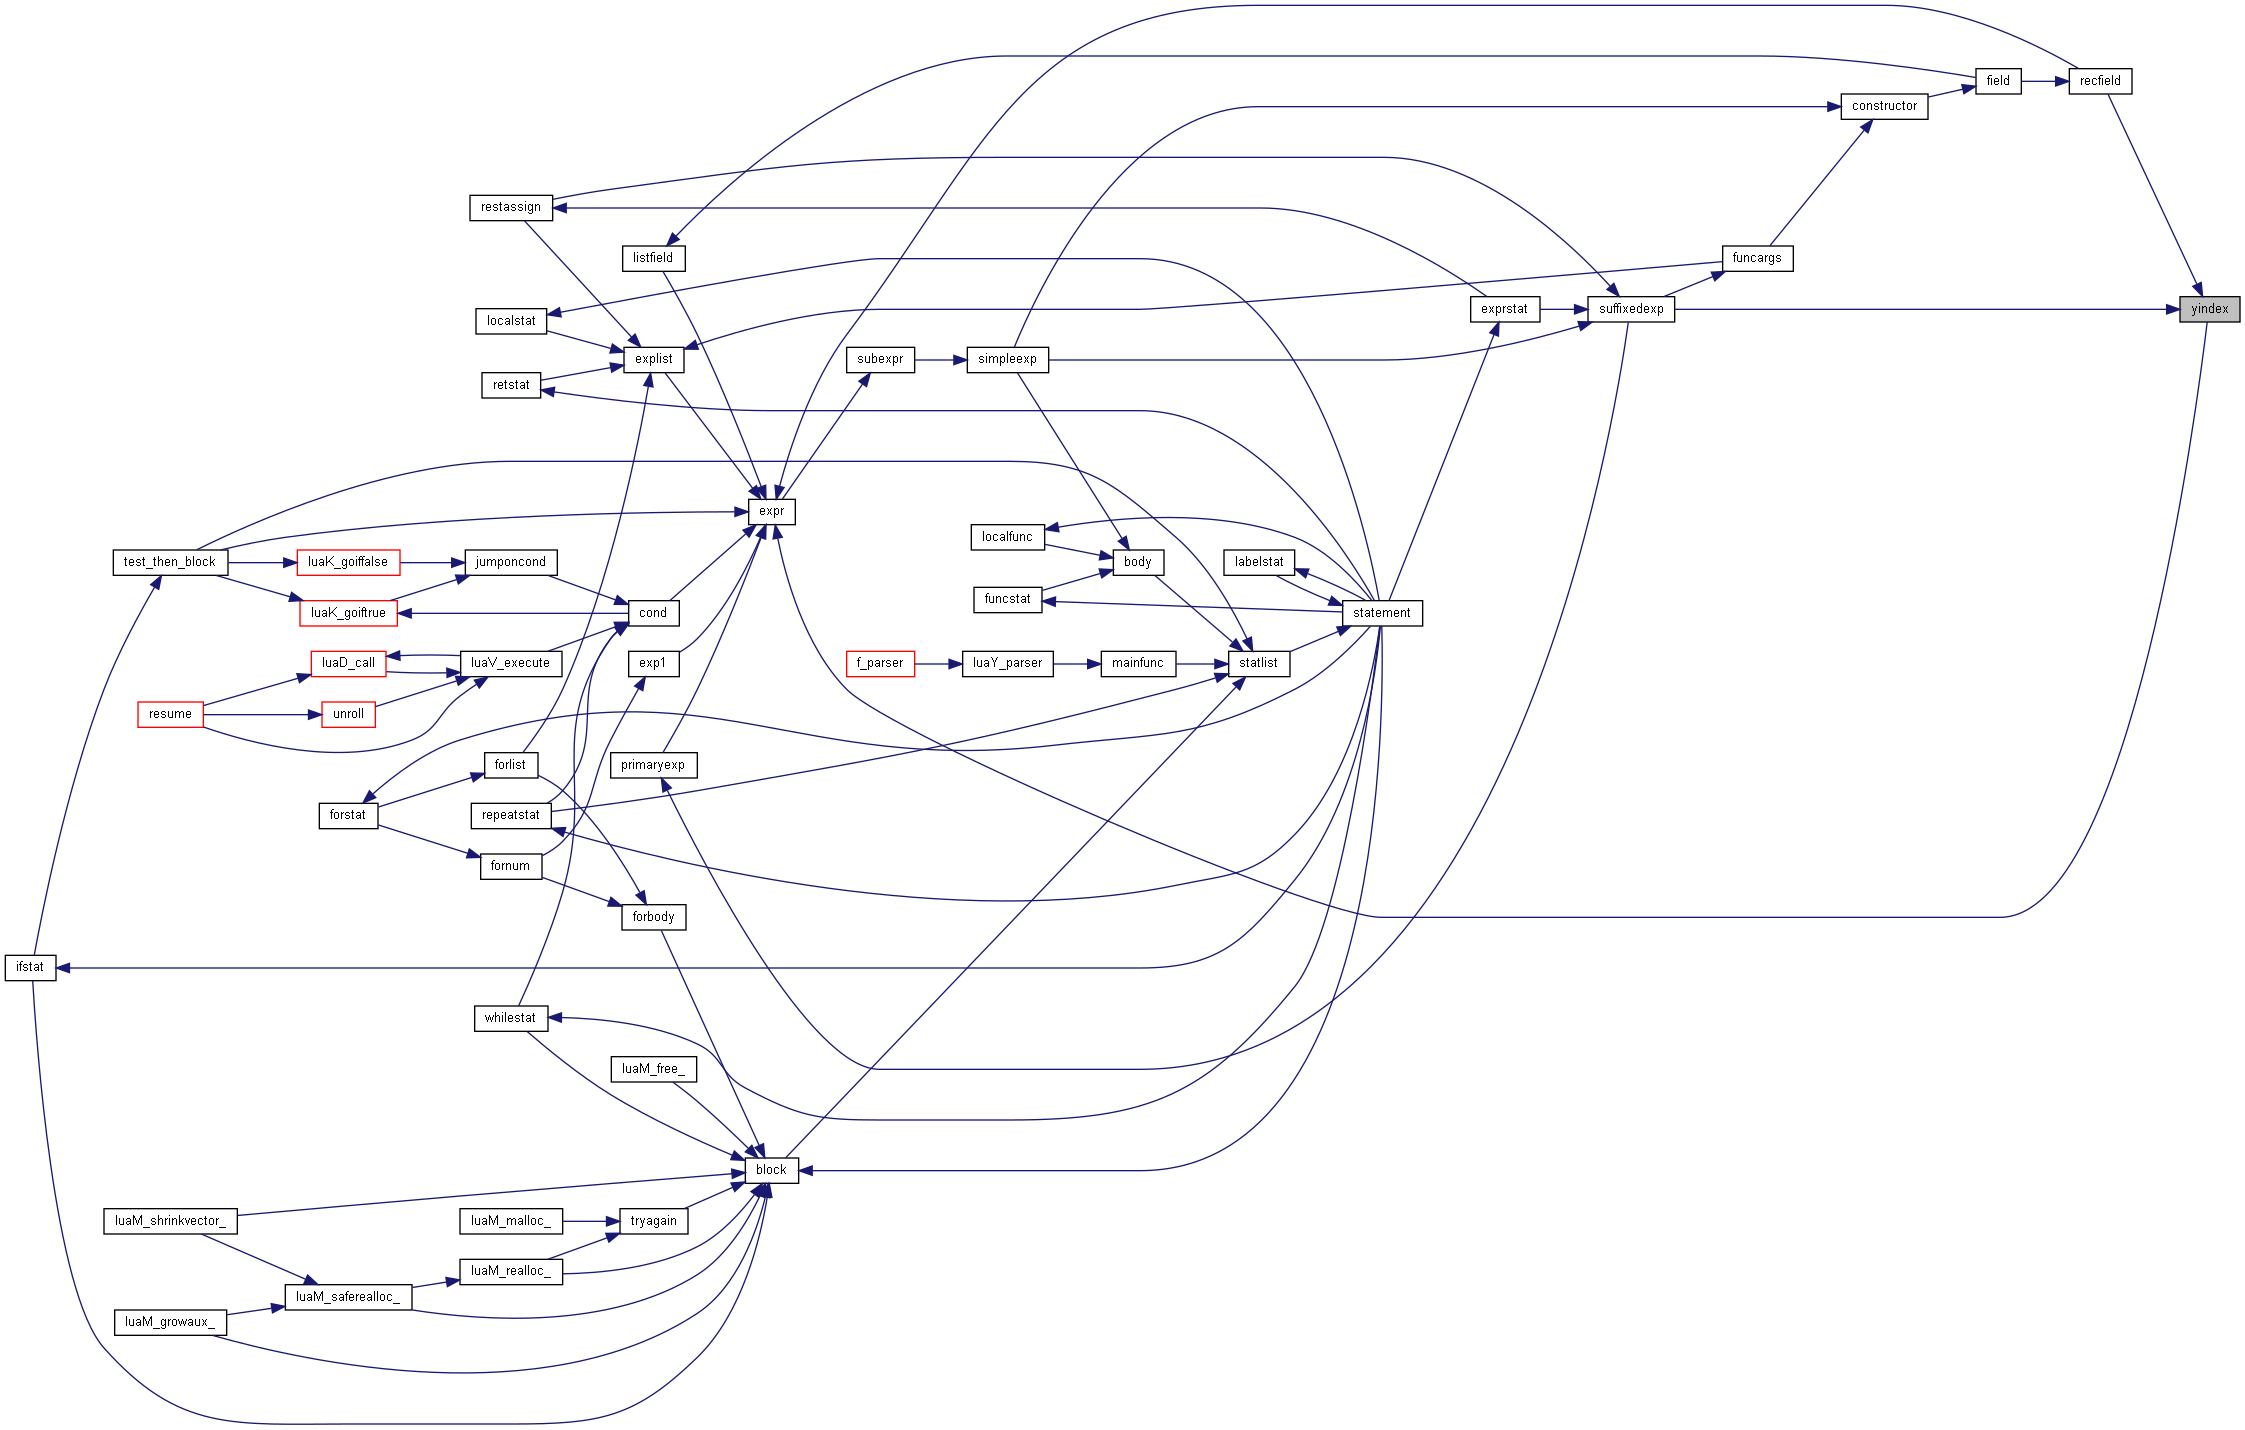 field
recfield
constructor
restassign
listfield
funcargs
localstat
exprstat
suffixedexp
yindex
explist
subexpr
simpleexp
retstat
expr
localfunc
test_then_block
luaK_goiffalse
jumponcond
body
labelstat
funcstat
luaK_goiftrue
cond
statement
luaD_call
luaV_execute
exp1
f_parser
luaY_parser
mainfunc
statlist
resume
unroll
forlist
primaryexp
forstat
repeatstat
fornum
forbody
ifstat
whilestat
luaM_free_
block
luaM_shrinkvector_
luaM_malloc_
tryagain
luaM_realloc_
luaM_saferealloc_
luaM_growaux_